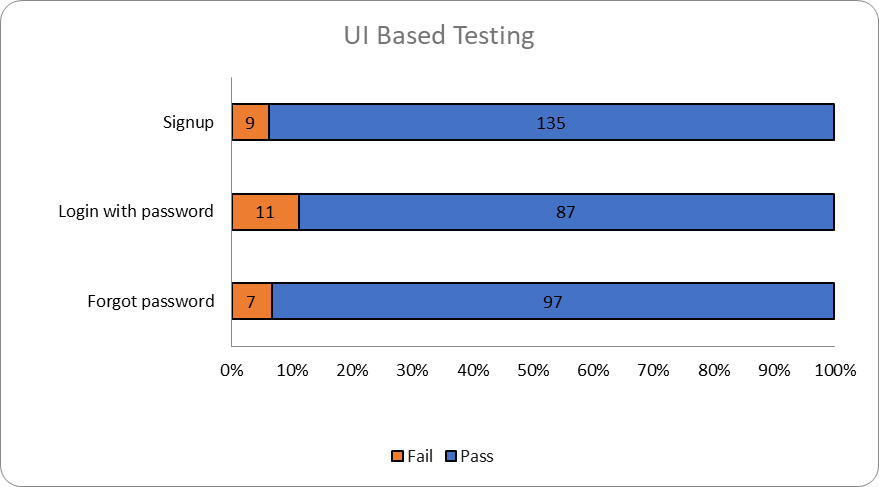 UI Based Testing
Signup
9 135
Login with password
11 87
Forgot password
7 97
0% 10% 20% 30% 40% 50% 60% 70% 80% 90% 100%
Fail Pass